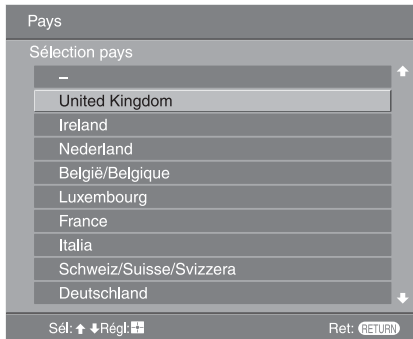 Pays
Sélection pays
–
United Kingdom
Ireland
Nederland
België/Belgique
Luxembourg
France
Italia
Schweiz/Suisse/Svizzera
Deutschland
Sél: Régl: Ret: RETURN